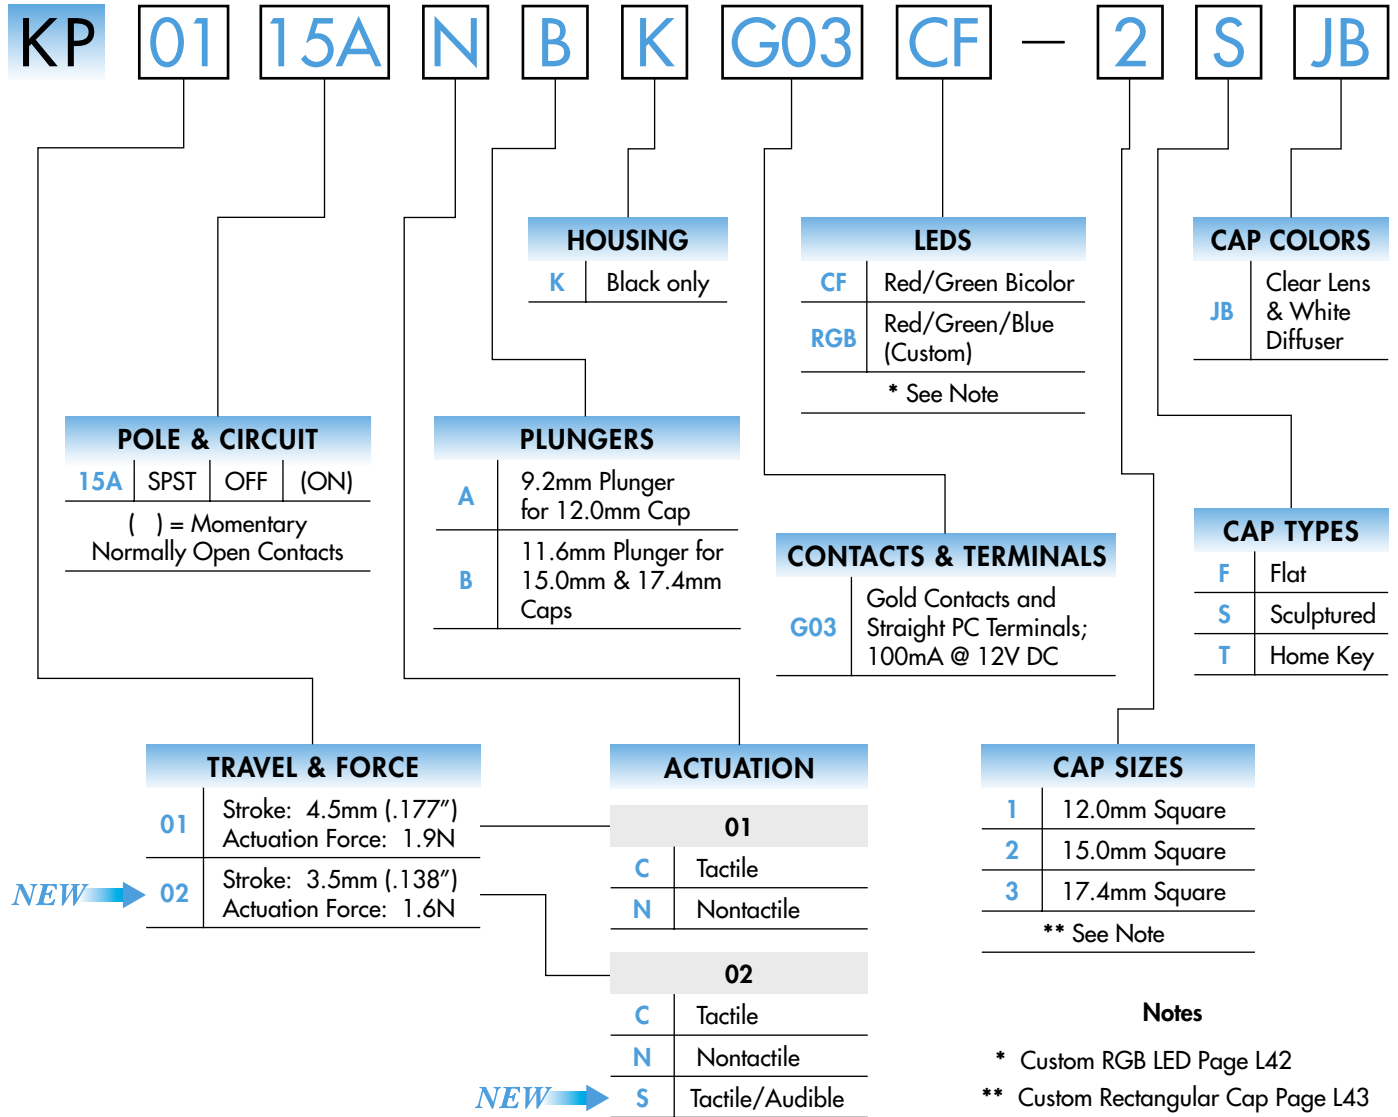 KP 01 15A N B K G03 CF — 2 S JB
HOUSING
K Black only
LEDS
CF Red/Green Bicolor
RGB Red/Green/Blue
(Custom)
* See Note
CAP COLORS
JB Clear Lens
& White
Diffuser
POLE & CIRCUIT
15A SPST OFF (ON)
( ) = Momentary
Normally Open Contacts
PLUNGERS
A 9.2mm Plunger
for 12.0mm Cap
B 11.6mm Plunger for
15.0mm & 17.4mm
Caps
CONTACTS & TERMINALS
G03 Gold Contacts and
Straight PC Terminals;
100mA @ 12V DC
CAP TYPES
F Flat
S Sculptured
T Home Key
TRAVEL & FORCE
01 Stroke: 4.5mm (.177″)
Actuation Force: 1.9N
NEW 02 Stroke: 3.5mm (.138″)
Actuation Force: 1.6N
ACTUATION
01
C Tactile
N Nontactile
02
C Tactile
N Nontactile
NEW S Tactile/Audible
CAP SIZES
1 12.0mm Square
2 15.0mm Square
3 17.4mm Square
** See Note
Notes
* Custom RGB LED Page L42
** Custom Rectangular Cap Page L43